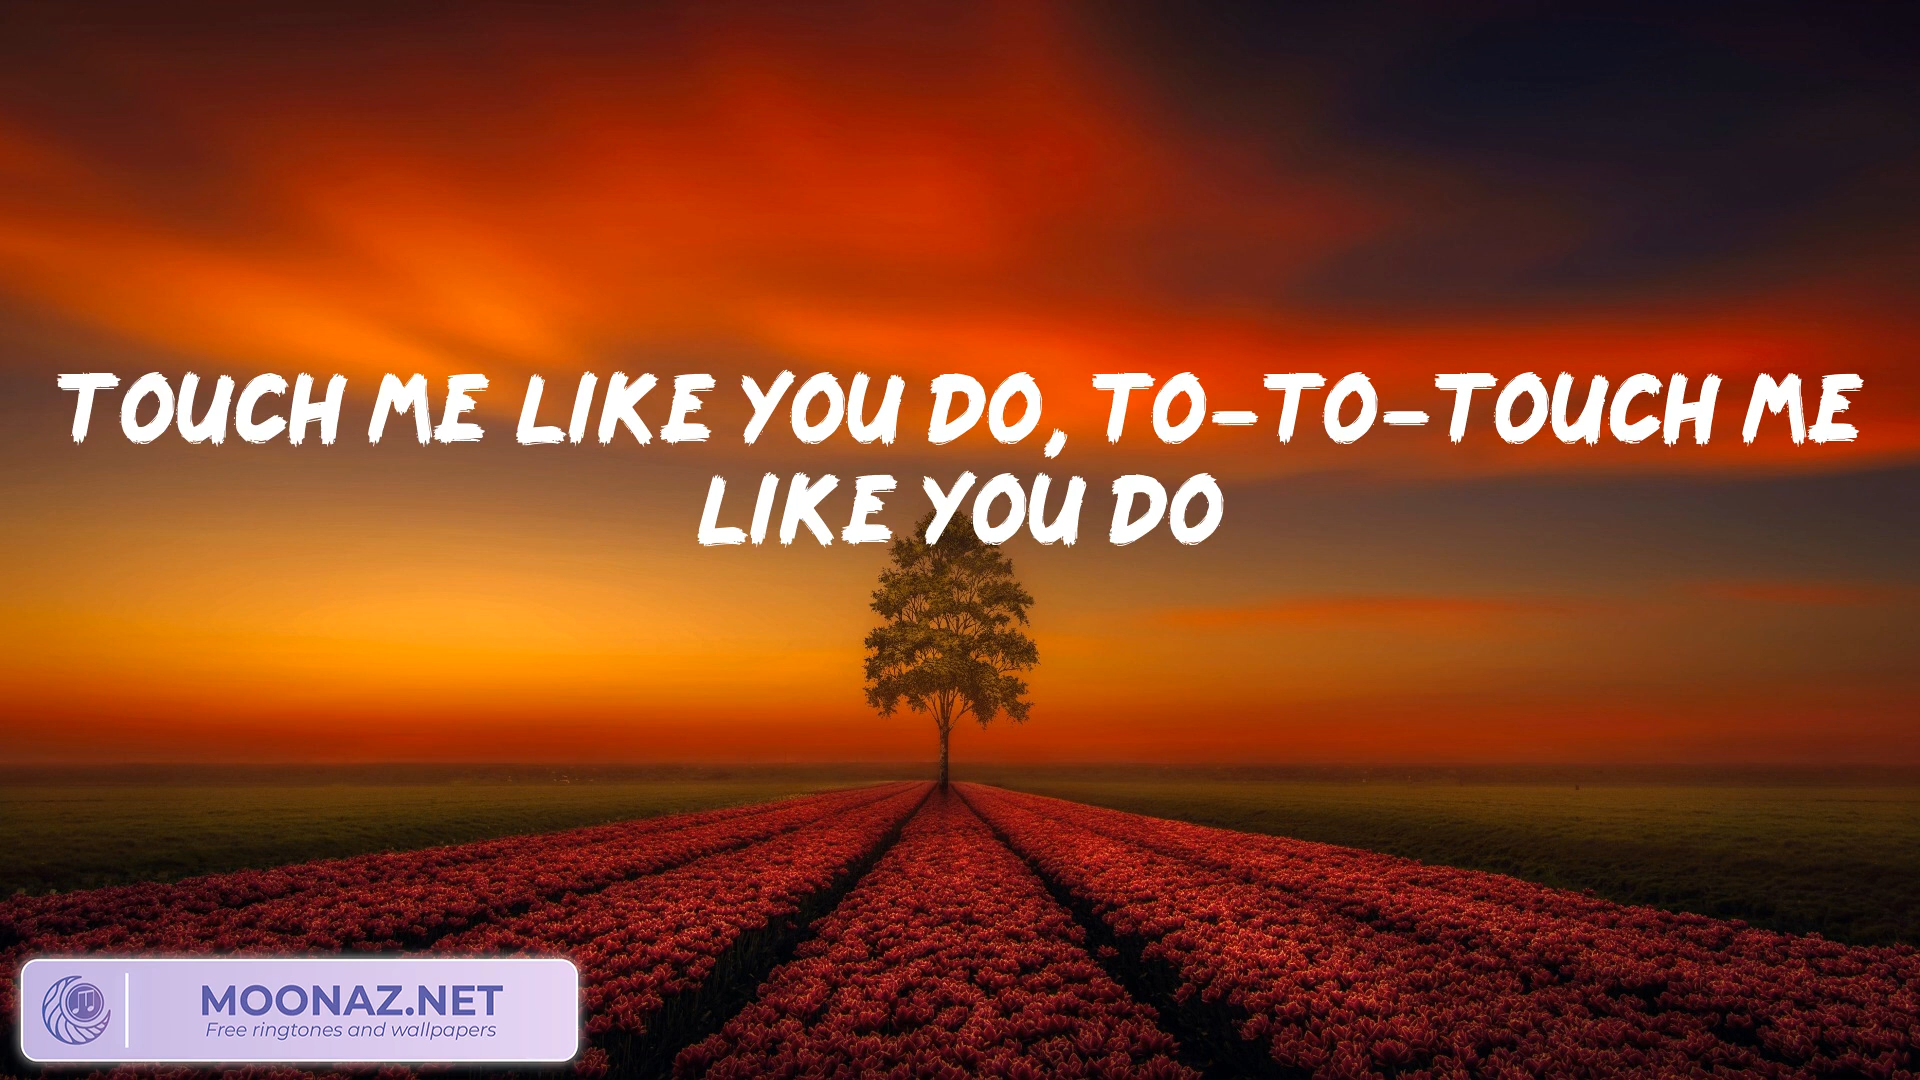 TOUCH ME LIKE YOU DO, TO-TO-TOUCH ME
LIKE YOU DO
MOONAZ.NET
Free ringtones and wallpapers